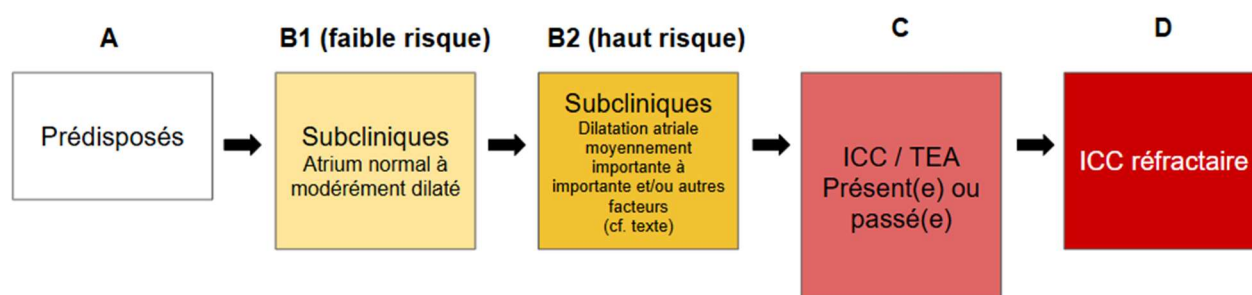 A
B1 (faible risque)
B2 (haut risque)
C
D
Prédisposés
Subcliniques
Atrium normal à
modérément dilaté
Subcliniques
Dilatation atriale
moyennement
importante à
importante et/ou autres
facteurs
(cf. texte)
ICC / TEA
Présent(e) ou
passé(e)
ICC réfractaire